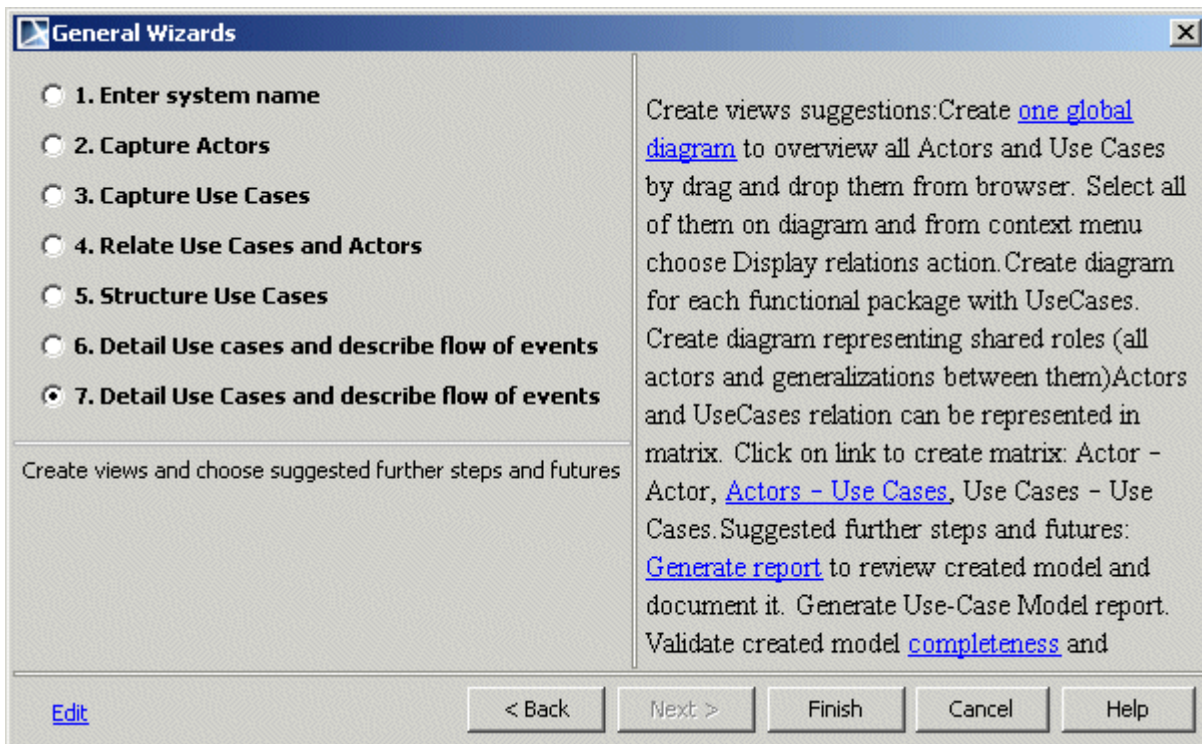 General Wizards
1. Enter system name
2. Capture Actors
3. Capture Use Cases
4. Relate Use Cases and Actors
5. Structure Use Cases
6. Detail Use cases and describe flow of events
7. Detail Use Cases and describe flow of events
Create views and choose suggested further steps and futures
Create views suggestions:Create one global
diagram to overview all Actors and Use Cases
by drag and drop them from browser. Select all
of them on diagram and from context menu
choose Display relations action.Create diagram
for each functional package with UseCases.
Create diagram representing shared roles (all
actors and generalizations between them)Actors
and UseCases relation can be represented in
matrix. Click on link to create matrix: Actor -
Actor, Actors - Use Cases, Use Cases - Use
Cases.Suggested further steps and futures:
Generate report to review created model and
document it. Generate Use-Case Model report.
Validate created model completeness and
Edit
< Back
Next >
Finish
Cancel
Help